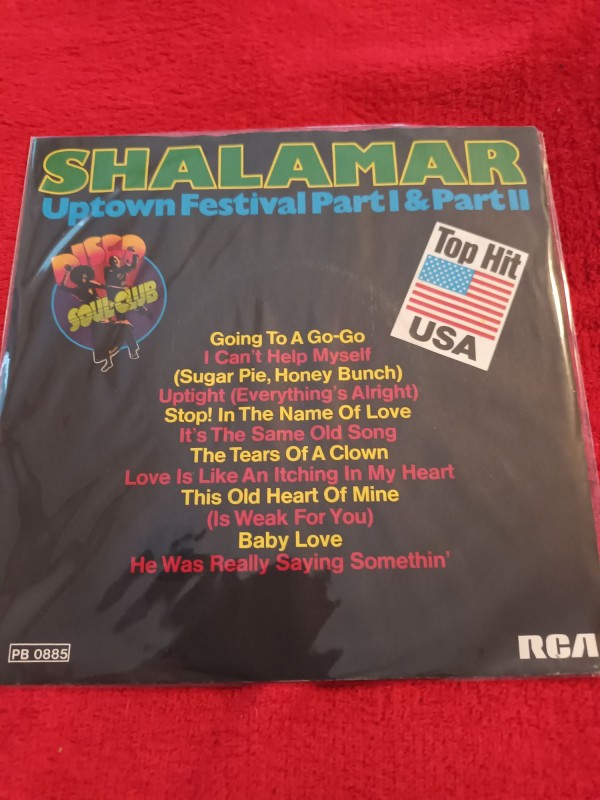 SHALAMAR
Uptown Festival Part I & Part II
DISCO
SOUL-CLUB
Top Hit
USA
Going To A Go-Go
I Can't Help Myself
(Sugar Pie, Honey Bunch)
Uptight (Everything's Alright)
Stop! In The Name Of Love
It's The Same Old Song
The Tears Of A Clown
Love Is Like An Itching In My Heart
This Old Heart Of Mine
(Is Weak For You)
Baby Love
He Was Really Saying Somethin'
PB 0885
RCA